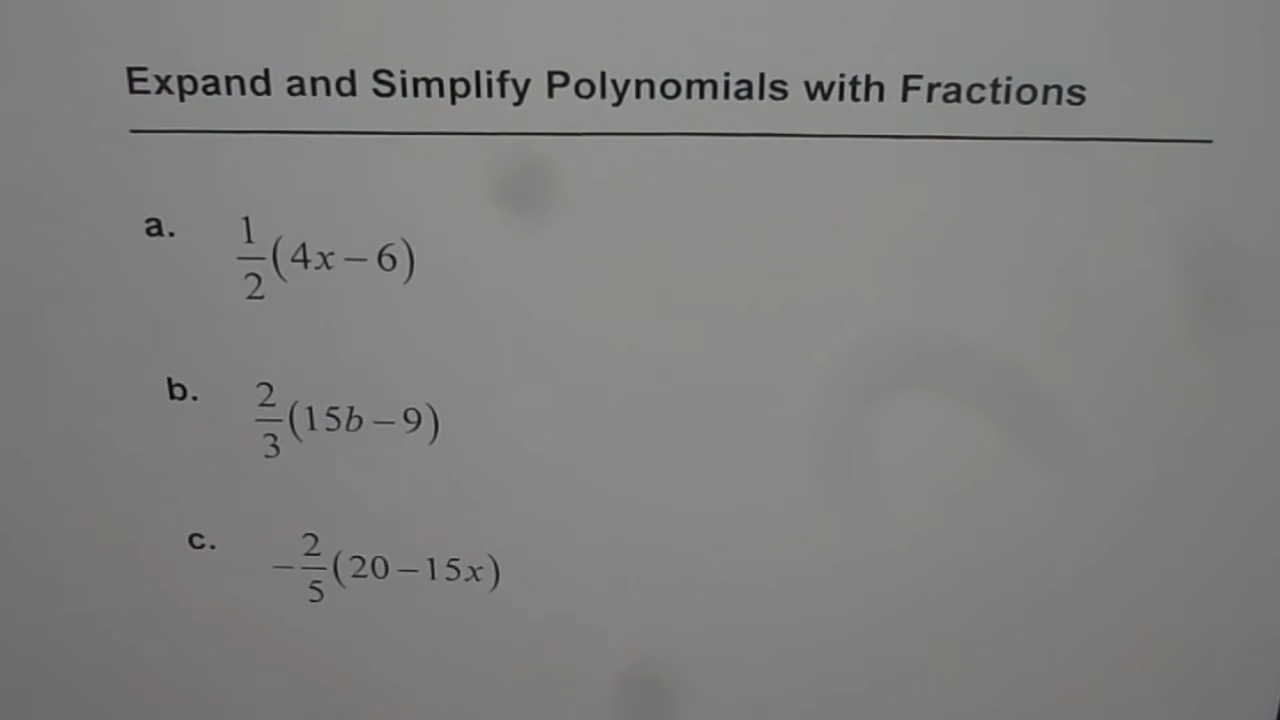 Expand and Simplify Polynomials with Fractions
a. 1/2(4x – 6)
b. 2/3(15b – 9)
c. –2/5(20 – 15x)